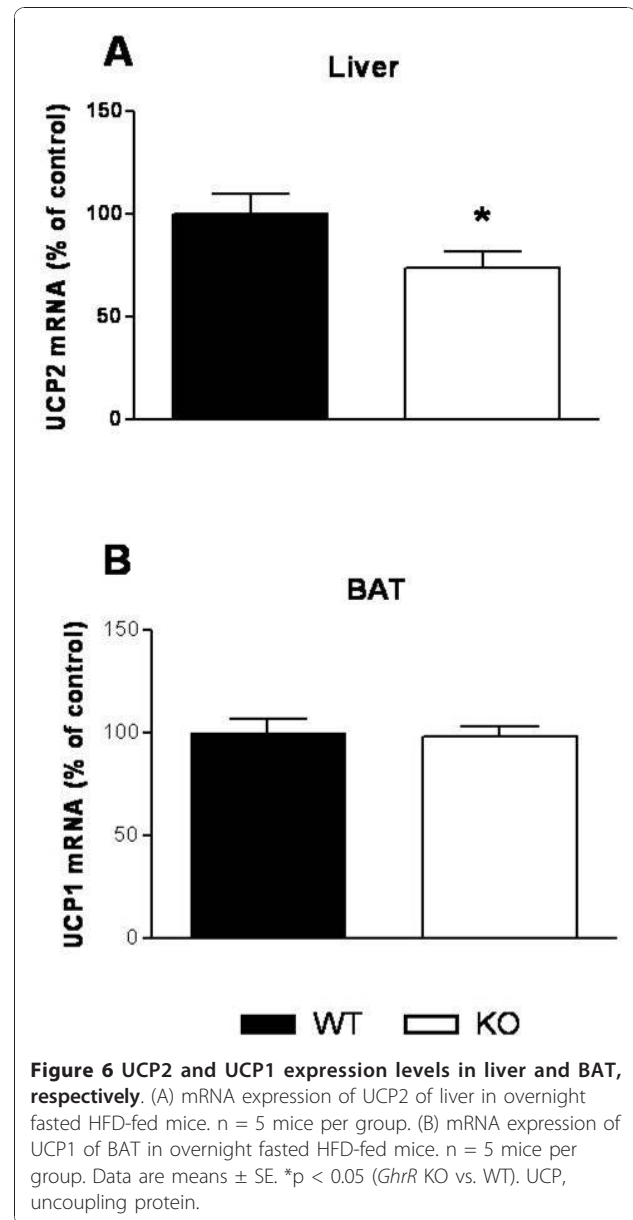 A
Liver
UCP2 mRNA (% of control)
150
100
50
0
*
B
BAT
UCP1 mRNA (% of control)
150
100
50
0
WT KO
Figure 6 UCP2 and UCP1 expression levels in liver and BAT,
respectively. (A) mRNA expression of UCP2 of liver in overnight
fasted HFD-fed mice. n = 5 mice per group. (B) mRNA expression of
UCP1 of BAT in overnight fasted HFD-fed mice. n = 5 mice per
group. Data are means ± SE. *p < 0.05 (GhrR KO vs. WT). UCP,
uncoupling protein.